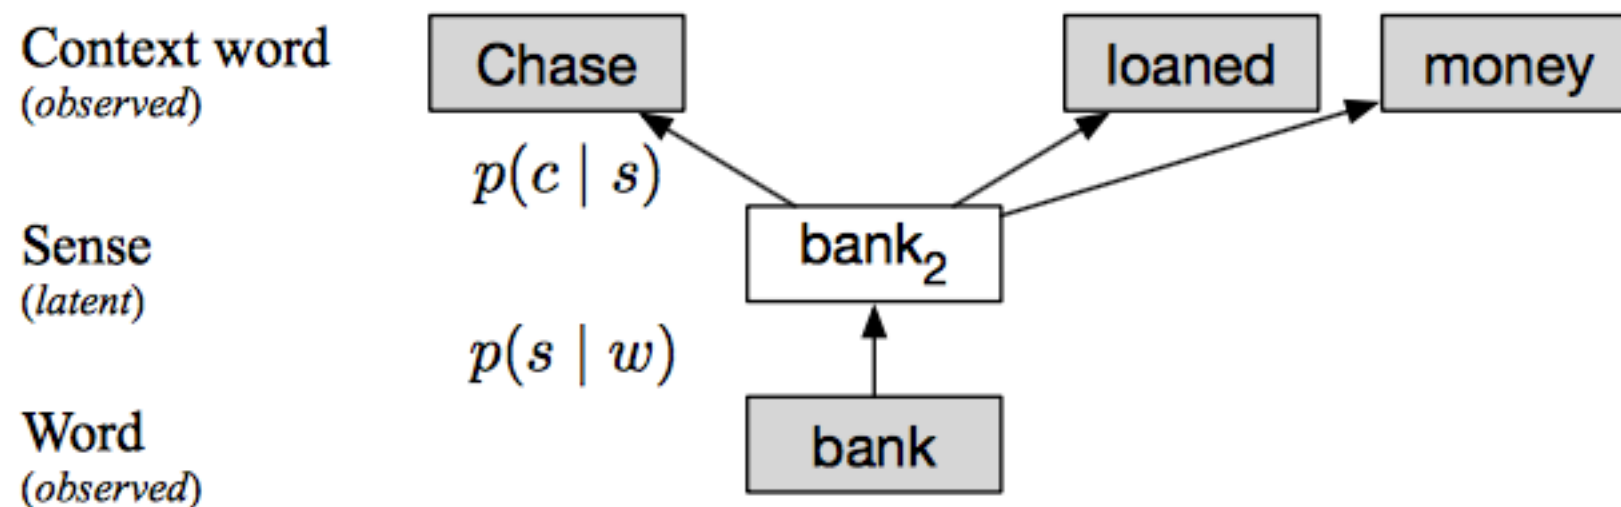 Context word
(observed)
Chase
loaned
money
p(c | s)
Sense
(latent)
bank₂
p(s | w)
Word
(observed)
bank